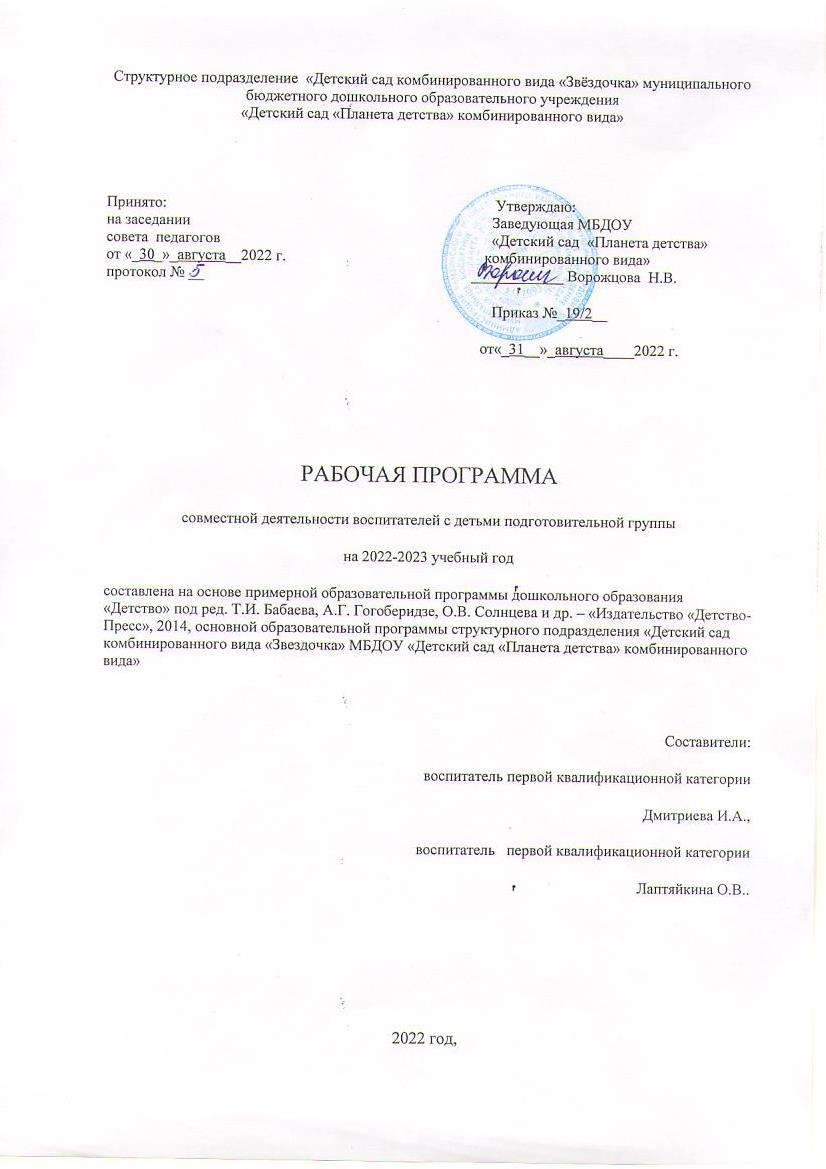 Структурное подразделение «Детский сад комбинированного вида «Звёздочка» муниципального
бюджетного дошкольного образовательного учреждения
«Детский сад «Планета детства» комбинированного вида»
Принято:
на заседании
совета педагогов
от «_30_»_августа__2022 г.
протокол № 5
Утверждаю:
Заведующая МБДОУ
«Детский сад «Планета детства»
комбинированного вида»
____________ Ворожцова Н.В.
Приказ №_19/2__
от«_31__»_августа____2022 г.
РАБОЧАЯ ПРОГРАММА
совместной деятельности воспитателей с детьми подготовительной группы
на 2022-2023 учебный год
составлена на основе примерной образовательной программы дошкольного образования
«Детство» под ред. Т.И. Бабаева, А.Г. Гогоберидзе, О.В. Солнцева и др. – «Издательство «Детство-
Пресс», 2014, основной образовательной программы структурного подразделения «Детский сад
комбинированного вида «Звездочка» МБДОУ «Детский сад «Планета детства» комбинированного
вида»
Составители:
воспитатель первой квалификационной категории
Дмитриева И.А.,
воспитатель первой квалификационной категории
Лаптяйкина О.В..
2022 год,